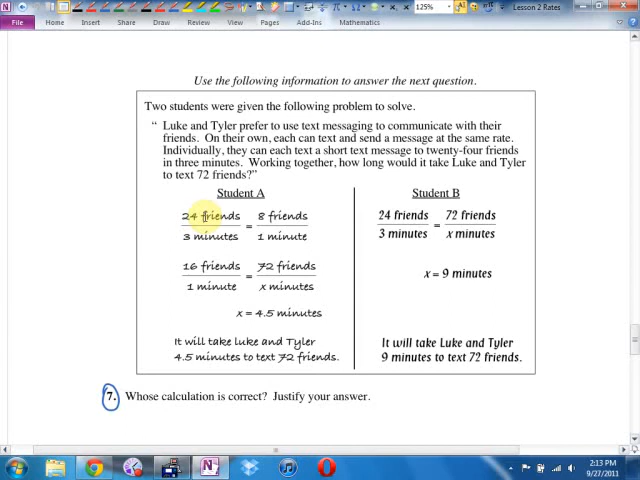 125%
Lesson 2 Rates
File
Home
Insert
Share
Draw
Review
View
Page
Add-Ins
Mathematics
Use the following information to answer the next question.
Two students were given the following problem to solve.
“ Luke and Tyler prefer to use text messaging to communicate with their
friends. On their own, each can text and send a message at the same rate.
Individually, they can each text a short text message to twenty-four friends
in three minutes. Working together, how long would it take Luke and Tyler
to text 72 friends?”
Student A
24 friends = 8 friends
3 minutes 1 minute
16 friends = 72 friends
1 minute x minutes
x = 4.5 minutes
It will take luke and Tyler
4.5 minutes to text 72 friends.
Student B
24 friends = 72 friends
3 minutes x minutes
x = 9 minutes
It will take Luke and Tyler
9 minutes to text 72 friends.
7. Whose calculation is correct? Justify your answer.
2:13 PM
9/27/2011